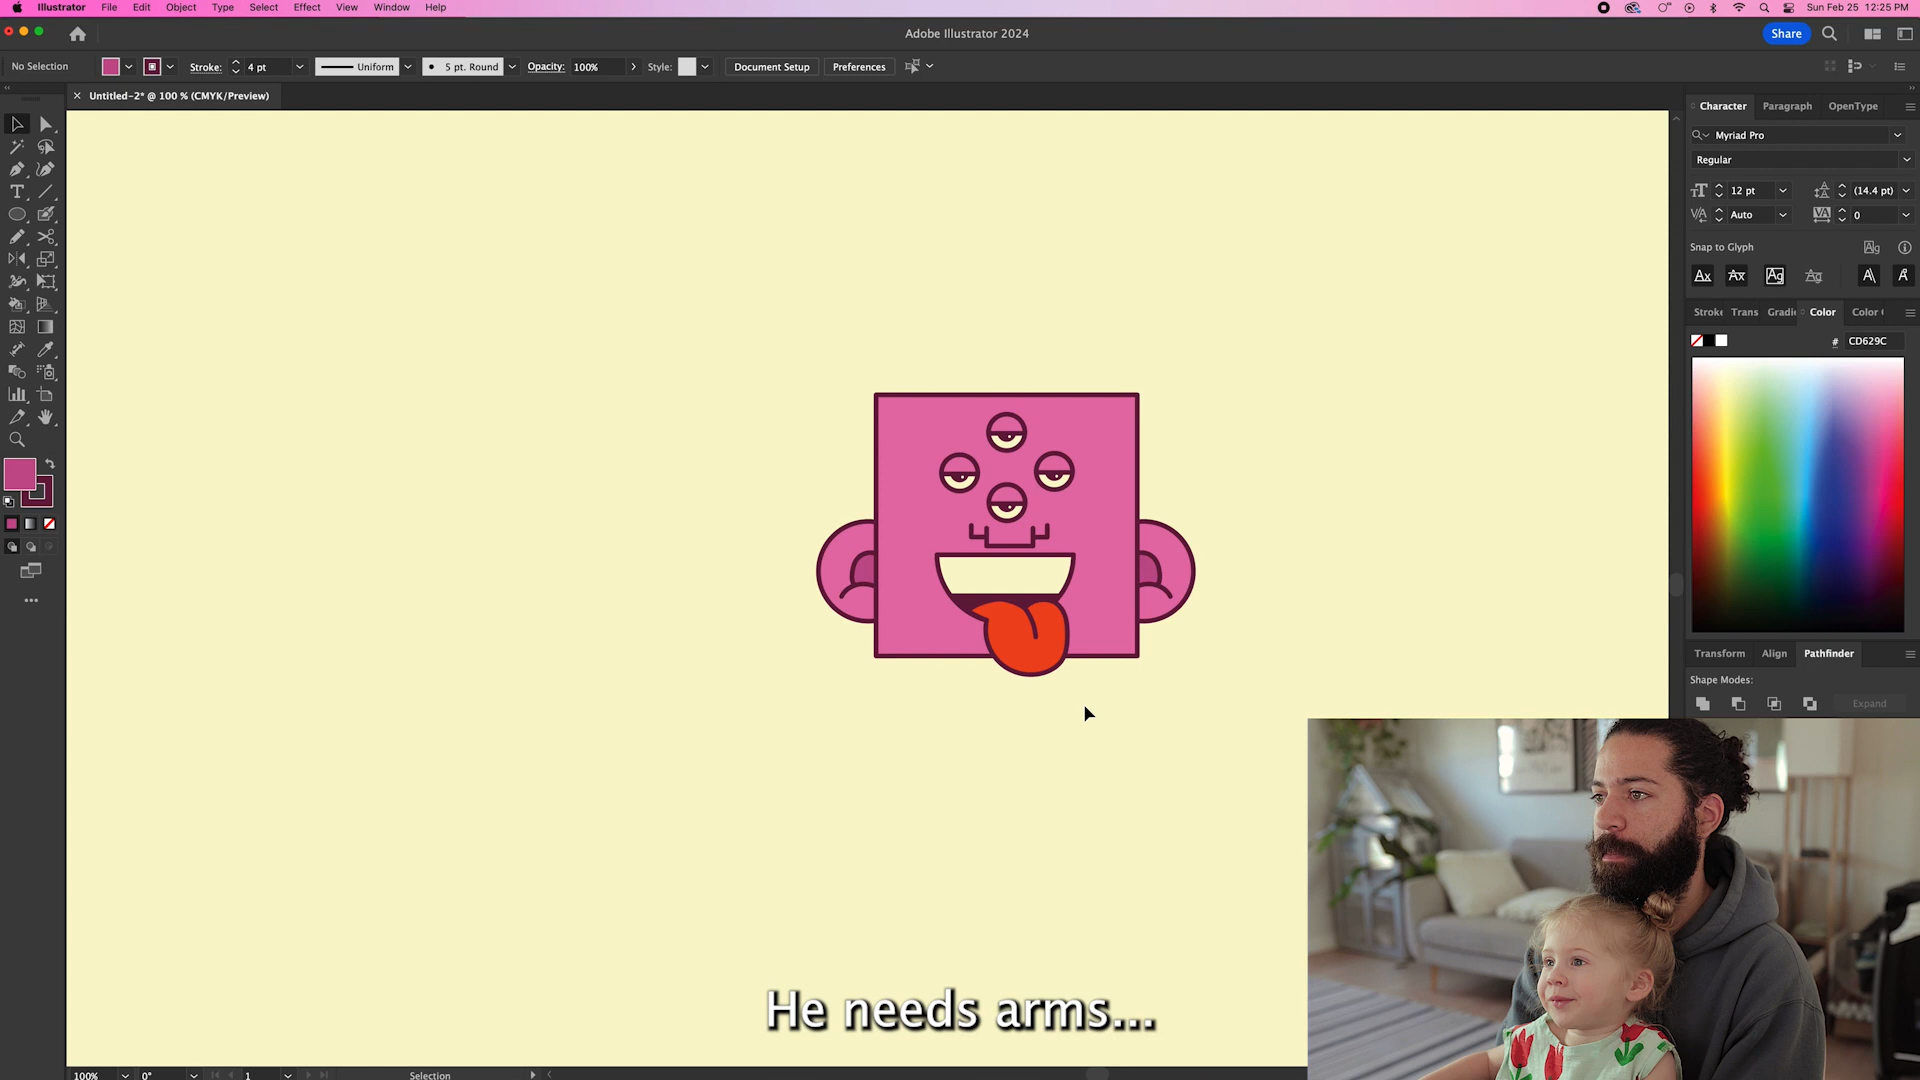 Illustrator File Edit Object Type Select Effect View Window Help
Sun Feb 25 12:25 PM
Adobe Illustrator 2024
Share
No Selection
Stroke: 4 pt
Uniform
5 pt. Round
Opacity: 100%
Style:
Document Setup
Preferences
Untitled-2* @ 100 % (CMYK/Preview)
Character Paragraph OpenType
Myriad Pro
Regular
12 pt (14.4 pt)
Auto 0
Snap to Glyph
Stroke Trans Gradi Color Color
# CD629C
Transform Align Pathfinder
Shape Modes:
Expand
He needs arms...
100% 0° 1 Selection